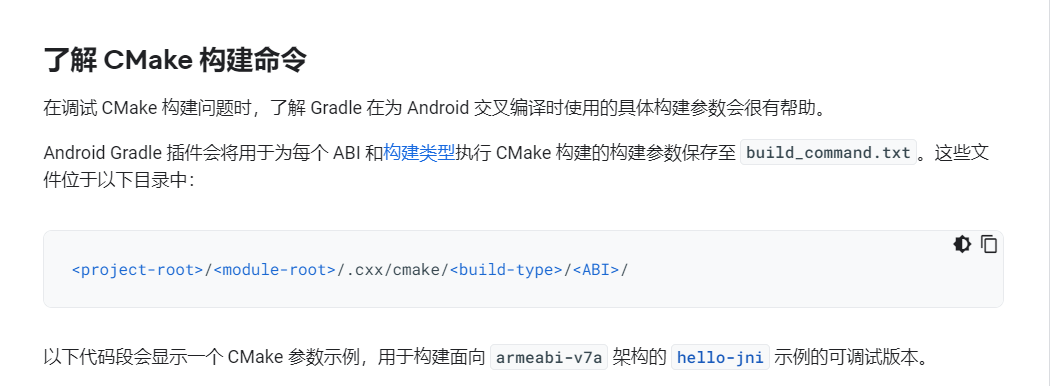 了解 CMake 构建命令
在调试 CMake 构建问题时，了解 Gradle 在为 Android 交叉编译时使用的具体构建参数会很有帮助。
Android Gradle 插件会将用于为每个 ABI 和构建类型执行 CMake 构建的构建参数保存至 build_command.txt。这些文
件位于以下目录中：
<project-root>/<module-root>/.cxx/cmake/<build-type>/<ABI>/
以下代码段会显示一个 CMake 参数示例，用于构建面向 armeabi-v7a 架构的 hello-jni 示例的可调试版本。